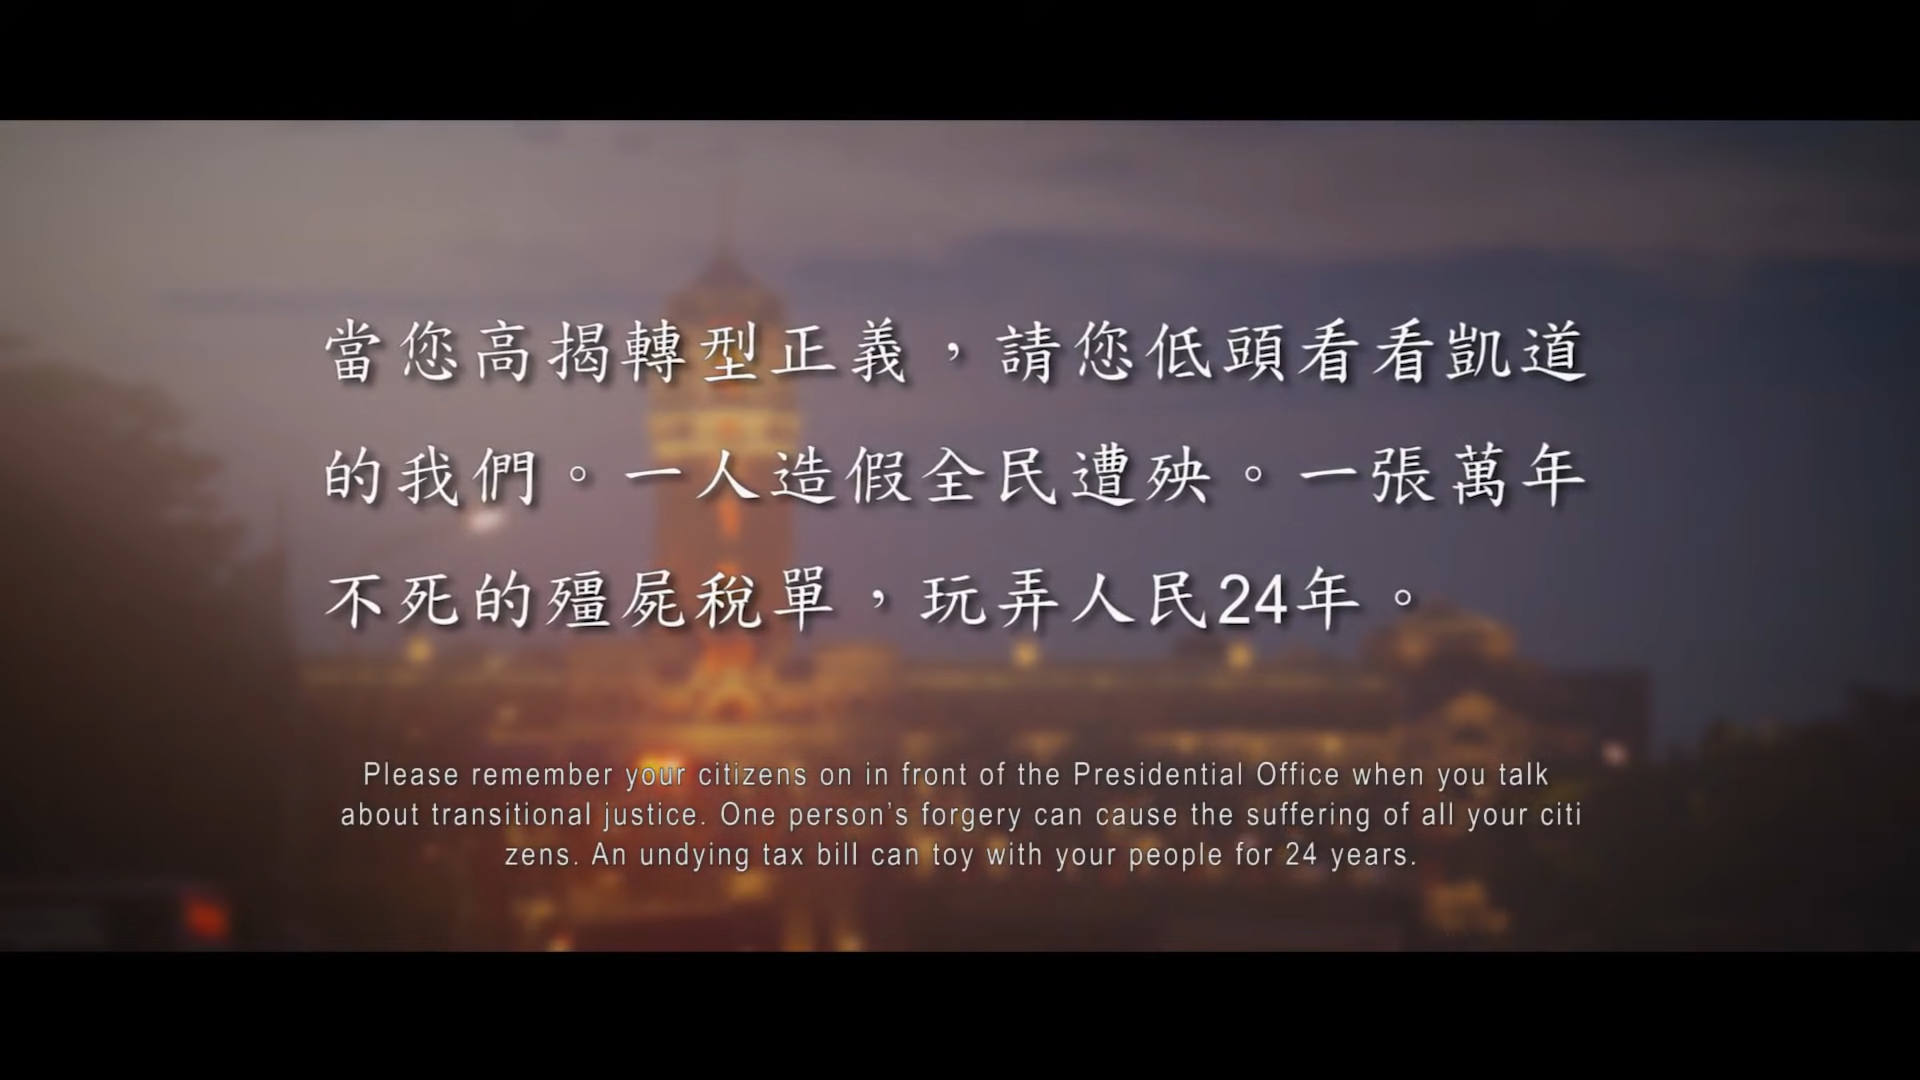 當您高揭轉型正義，請您低頭看看凱道
的我們。一人造假全民遭殃。一張萬年
不死的殭屍稅單，玩弄人民24年。
Please remember your citizens on in front of the Presidential Office when you talk
about transitional justice. One person’s forgery can cause the suffering of all your citi
zens. An undying tax bill can toy with your people for 24 years.